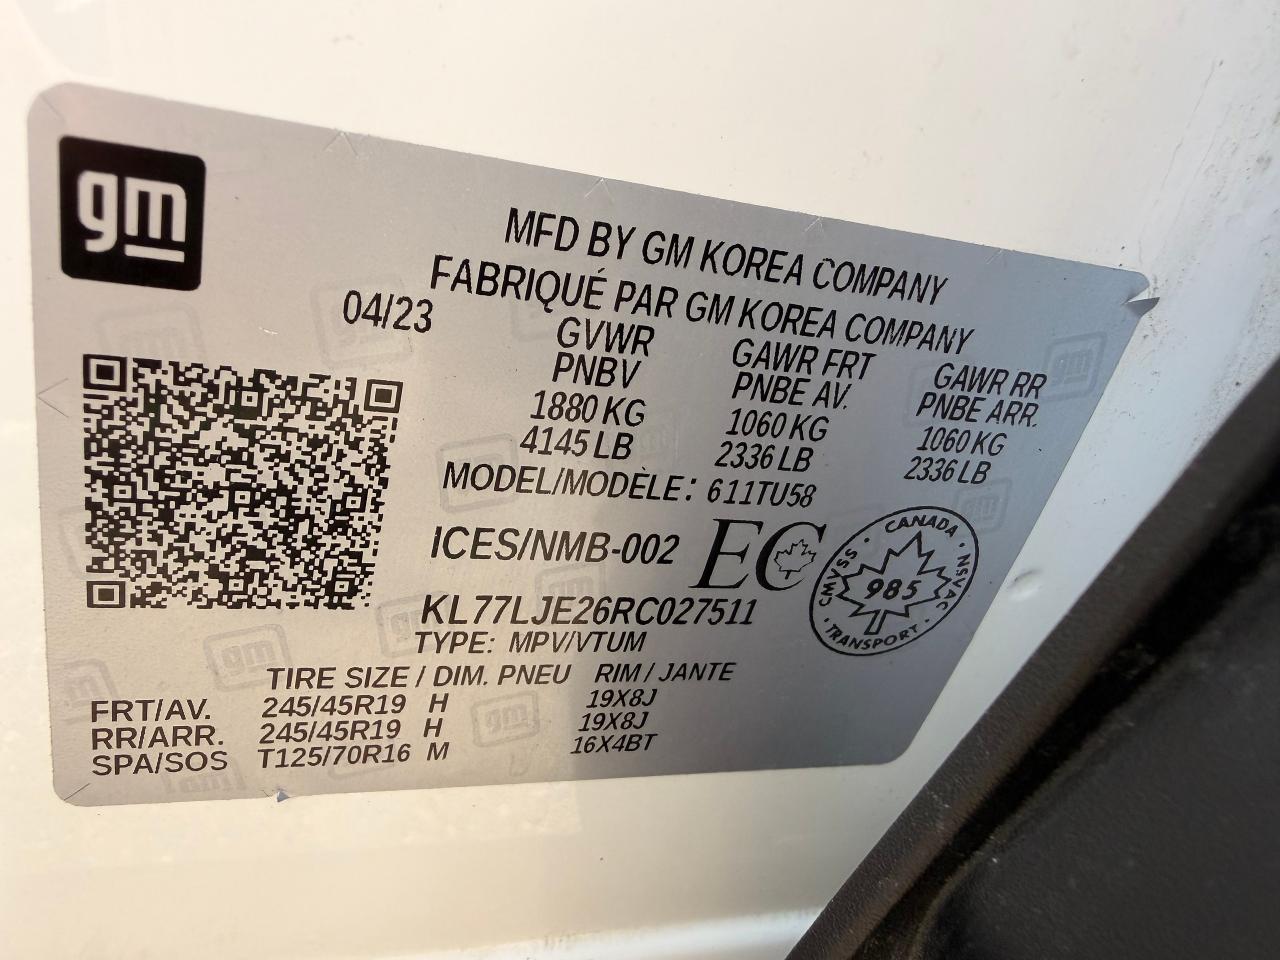 gm
MFD BY GM KOREA COMPANY
FABRIQUÉ PAR GM KOREA COMPANY
04/23
GVWR GAWR FRT GAWR RR
PNBV PNBE AV. PNBE ARR.
1880 KG 1060 KG 1060 KG
4145 LB 2336 LB 2336 LB
MODEL/MODÈLE: 611TU58
ICES/NMB-002 EC
CANADA
CMVSS 985 NSVAC
TRANSPORT
KL77LJE26RC027511
TYPE: MPV/VTUM
TIRE SIZE / DIM. PNEU RIM / JANTE
FRT/AV. 245/45R19 H 19X8J
RR/ARR. 245/45R19 H 19X8J
SPA/SOS T125/70R16 M 16X4BT